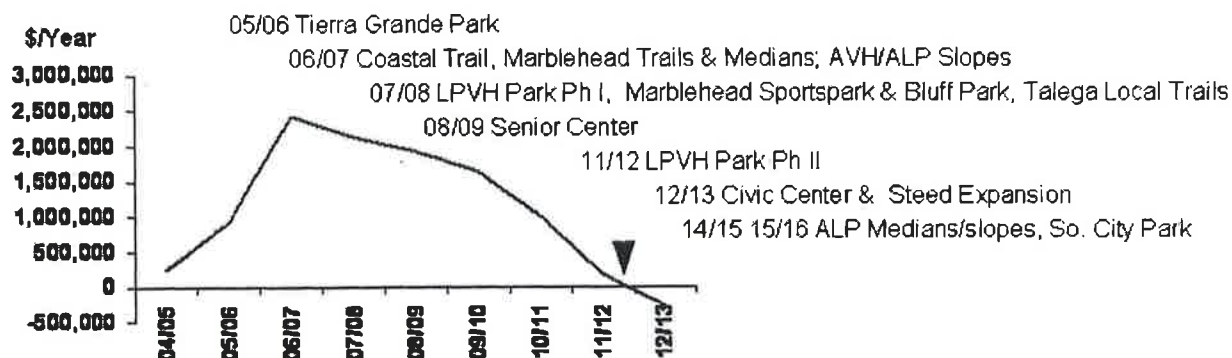 05/06 Tierra Grande Park
$/Year
06/07 Coastal Trail, Marblehead Trails & Medians; AVH/ALP Slopes
3,000,000
07/08 LPVH Park Ph I, Marblehead Sportspark & Bluff Park, Talega Local Trails
2,500,000
08/09 Senior Center
2,000,000
11/12 LPVH Park Ph II
1,500,000
12/13 Civic Center & Steed Expansion
1,000,000
14/15 15/16 ALP Medians/slopes, So. City Park
500,000
0
-500,000
04/05
05/06
06/07
07/08
08/09
09/10
10/11
11/12
12/13